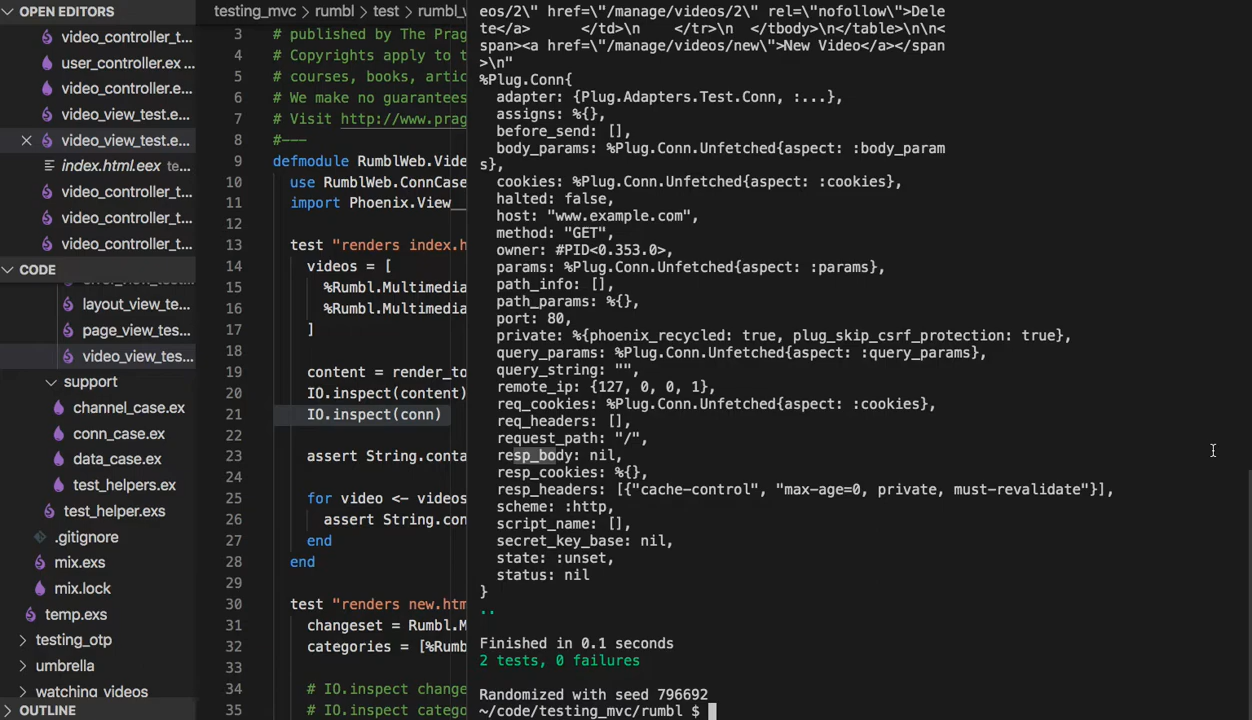 OPEN EDITORS
video_controller_t...
user_controller.ex ...
video_controller.e...
video_view_test.e...
video_view_test.e...
index.html.eex te...
video_controller_t...
video_controller_t...
video_controller_t...
CODE
layout_view_te...
page_view_tes...
video_view_tes...
support
channel_case.ex
conn_case.ex
data_case.ex
test_helpers.ex
test_helper.exs
.gitignore
mix.exs
mix.lock
temp.exs
testing_otp
umbrella
watching_videos
OUTLINE
testing_mvc > rumbl > test > rumbl_w
3 # published by The Prag
4 # Copyrights apply to t
5 # courses, books, artic
6 # We make no guarantees
7 # Visit http://www.prag
8 #---
9 defmodule RumblWeb.Vide
10 use RumblWeb.ConnCase
11 import Phoenix.View
12
13 test "renders index.h
14 videos = [
15 %Rumbl.Multimedia
16 %Rumbl.Multimedia
17 ]
18
19 content = render_to
20 IO.inspect(content)
21 IO.inspect(conn)
22
23 assert String.conta
24
25 for video <- videos
26 assert String.con
27 end
28 end
29
30 test "renders new.htm
31 changeset = Rumbl.M
32 categories = [%Rumb
33
34 # IO.inspect change
35 # IO.inspect catego
eos/2\" href=\"/manage/videos/2\" rel=\"nofollow\">Dele
te</a>     </td>\n    </tr>\n  </tbody>\n</table>\n\n<
span><a href=\"/manage/videos/new\">New Video</a></span
>\n"
%Plug.Conn{
adapter: {Plug.Adapters.Test.Conn, :...},
assigns: %{},
before_send: [],
body_params: %Plug.Conn.Unfetched{aspect: :body_param
s},
cookies: %Plug.Conn.Unfetched{aspect: :cookies},
halted: false,
host: "www.example.com",
method: "GET",
owner: #PID<0.353.0>,
params: %Plug.Conn.Unfetched{aspect: :params},
path_info: [],
path_params: %{},
port: 80,
private: %{phoenix_recycled: true, plug_skip_csrf_protection: true},
query_params: %Plug.Conn.Unfetched{aspect: :query_params},
query_string: "",
remote_ip: {127, 0, 0, 1},
req_cookies: %Plug.Conn.Unfetched{aspect: :cookies},
req_headers: [],
request_path: "/",
resp_body: nil,
resp_cookies: %{},
resp_headers: [{"cache-control", "max-age=0, private, must-revalidate"}],
scheme: :http,
script_name: [],
secret_key_base: nil,
state: :unset,
status: nil
}
..
Finished in 0.1 seconds
2 tests, 0 failures
Randomized with seed 796692
~/code/testing_mvc/rumbl $